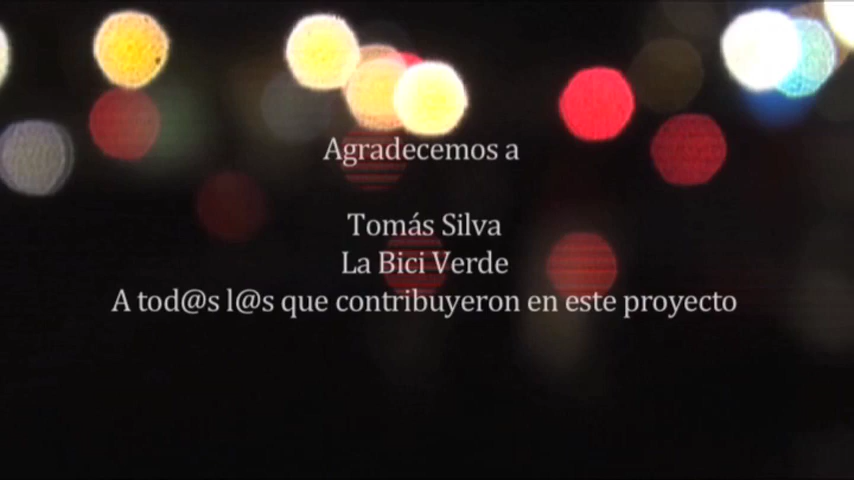 Agradecemos a
Tomás Silva
La Bici Verde
A tod@s l@s que contribuyeron en este proyecto